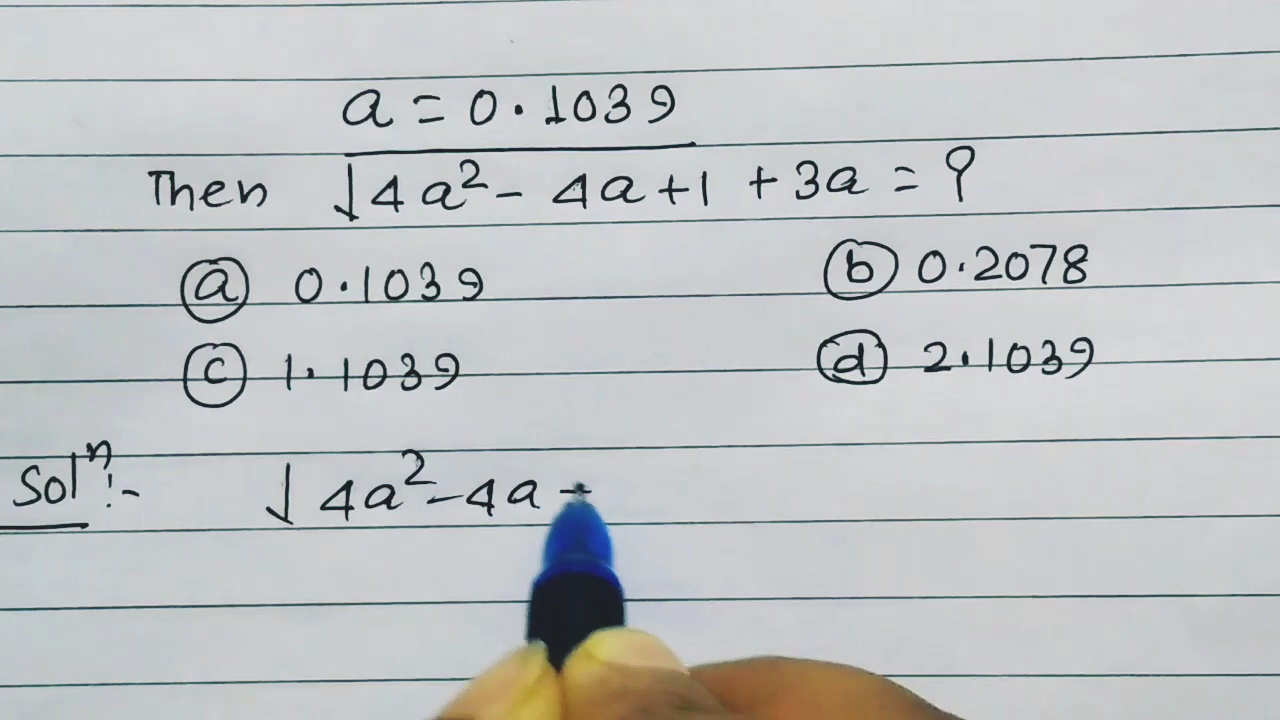 a = 0.1039
Then √4a² - 4a + 1 + 3a = ?
ⓐ 0.1039 ⓑ 0.2078
ⓒ 1.1039 ⓓ 2.1039
Solⁿ:- √4a² - 4a +